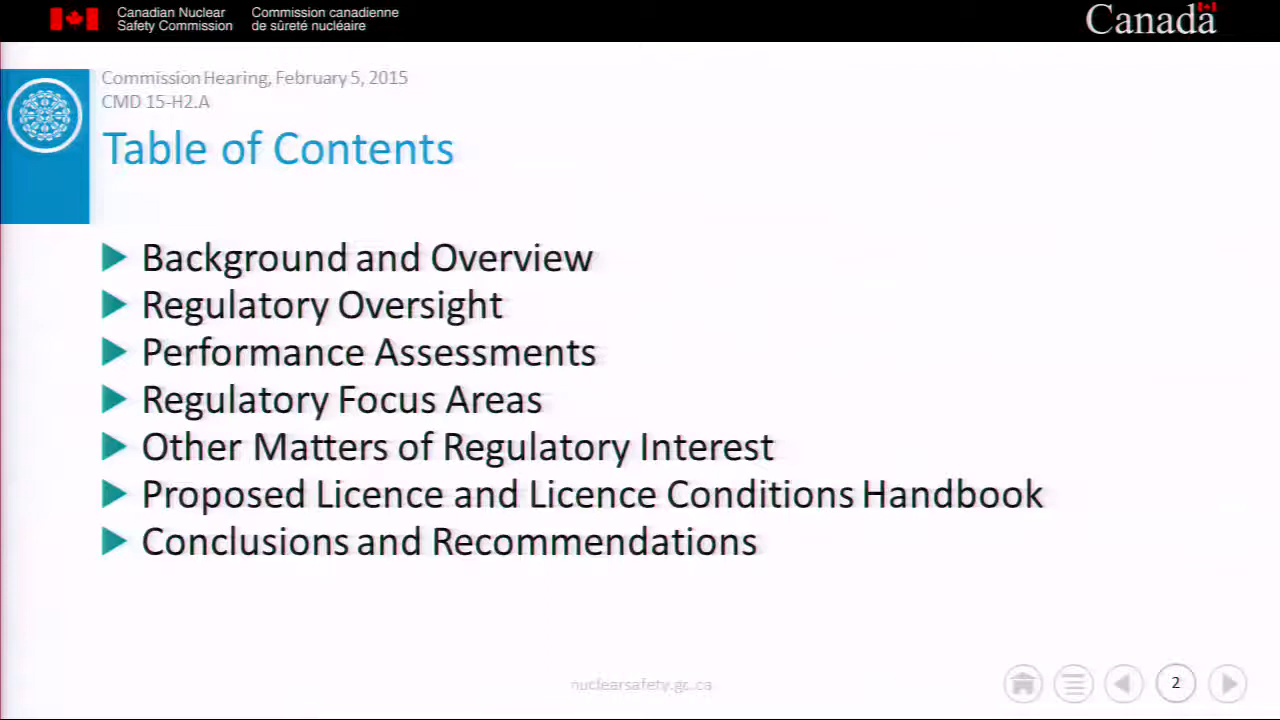 Canadian Nuclear Safety Commission
Commission canadienne de sûreté nucléaire
Canada
Commission Hearing, February 5, 2015
CMD 15-H2.A
Table of Contents
Background and Overview
Regulatory Oversight
Performance Assessments
Regulatory Focus Areas
Other Matters of Regulatory Interest
Proposed Licence and Licence Conditions Handbook
Conclusions and Recommendations
nuclearsafety.gc.ca
2